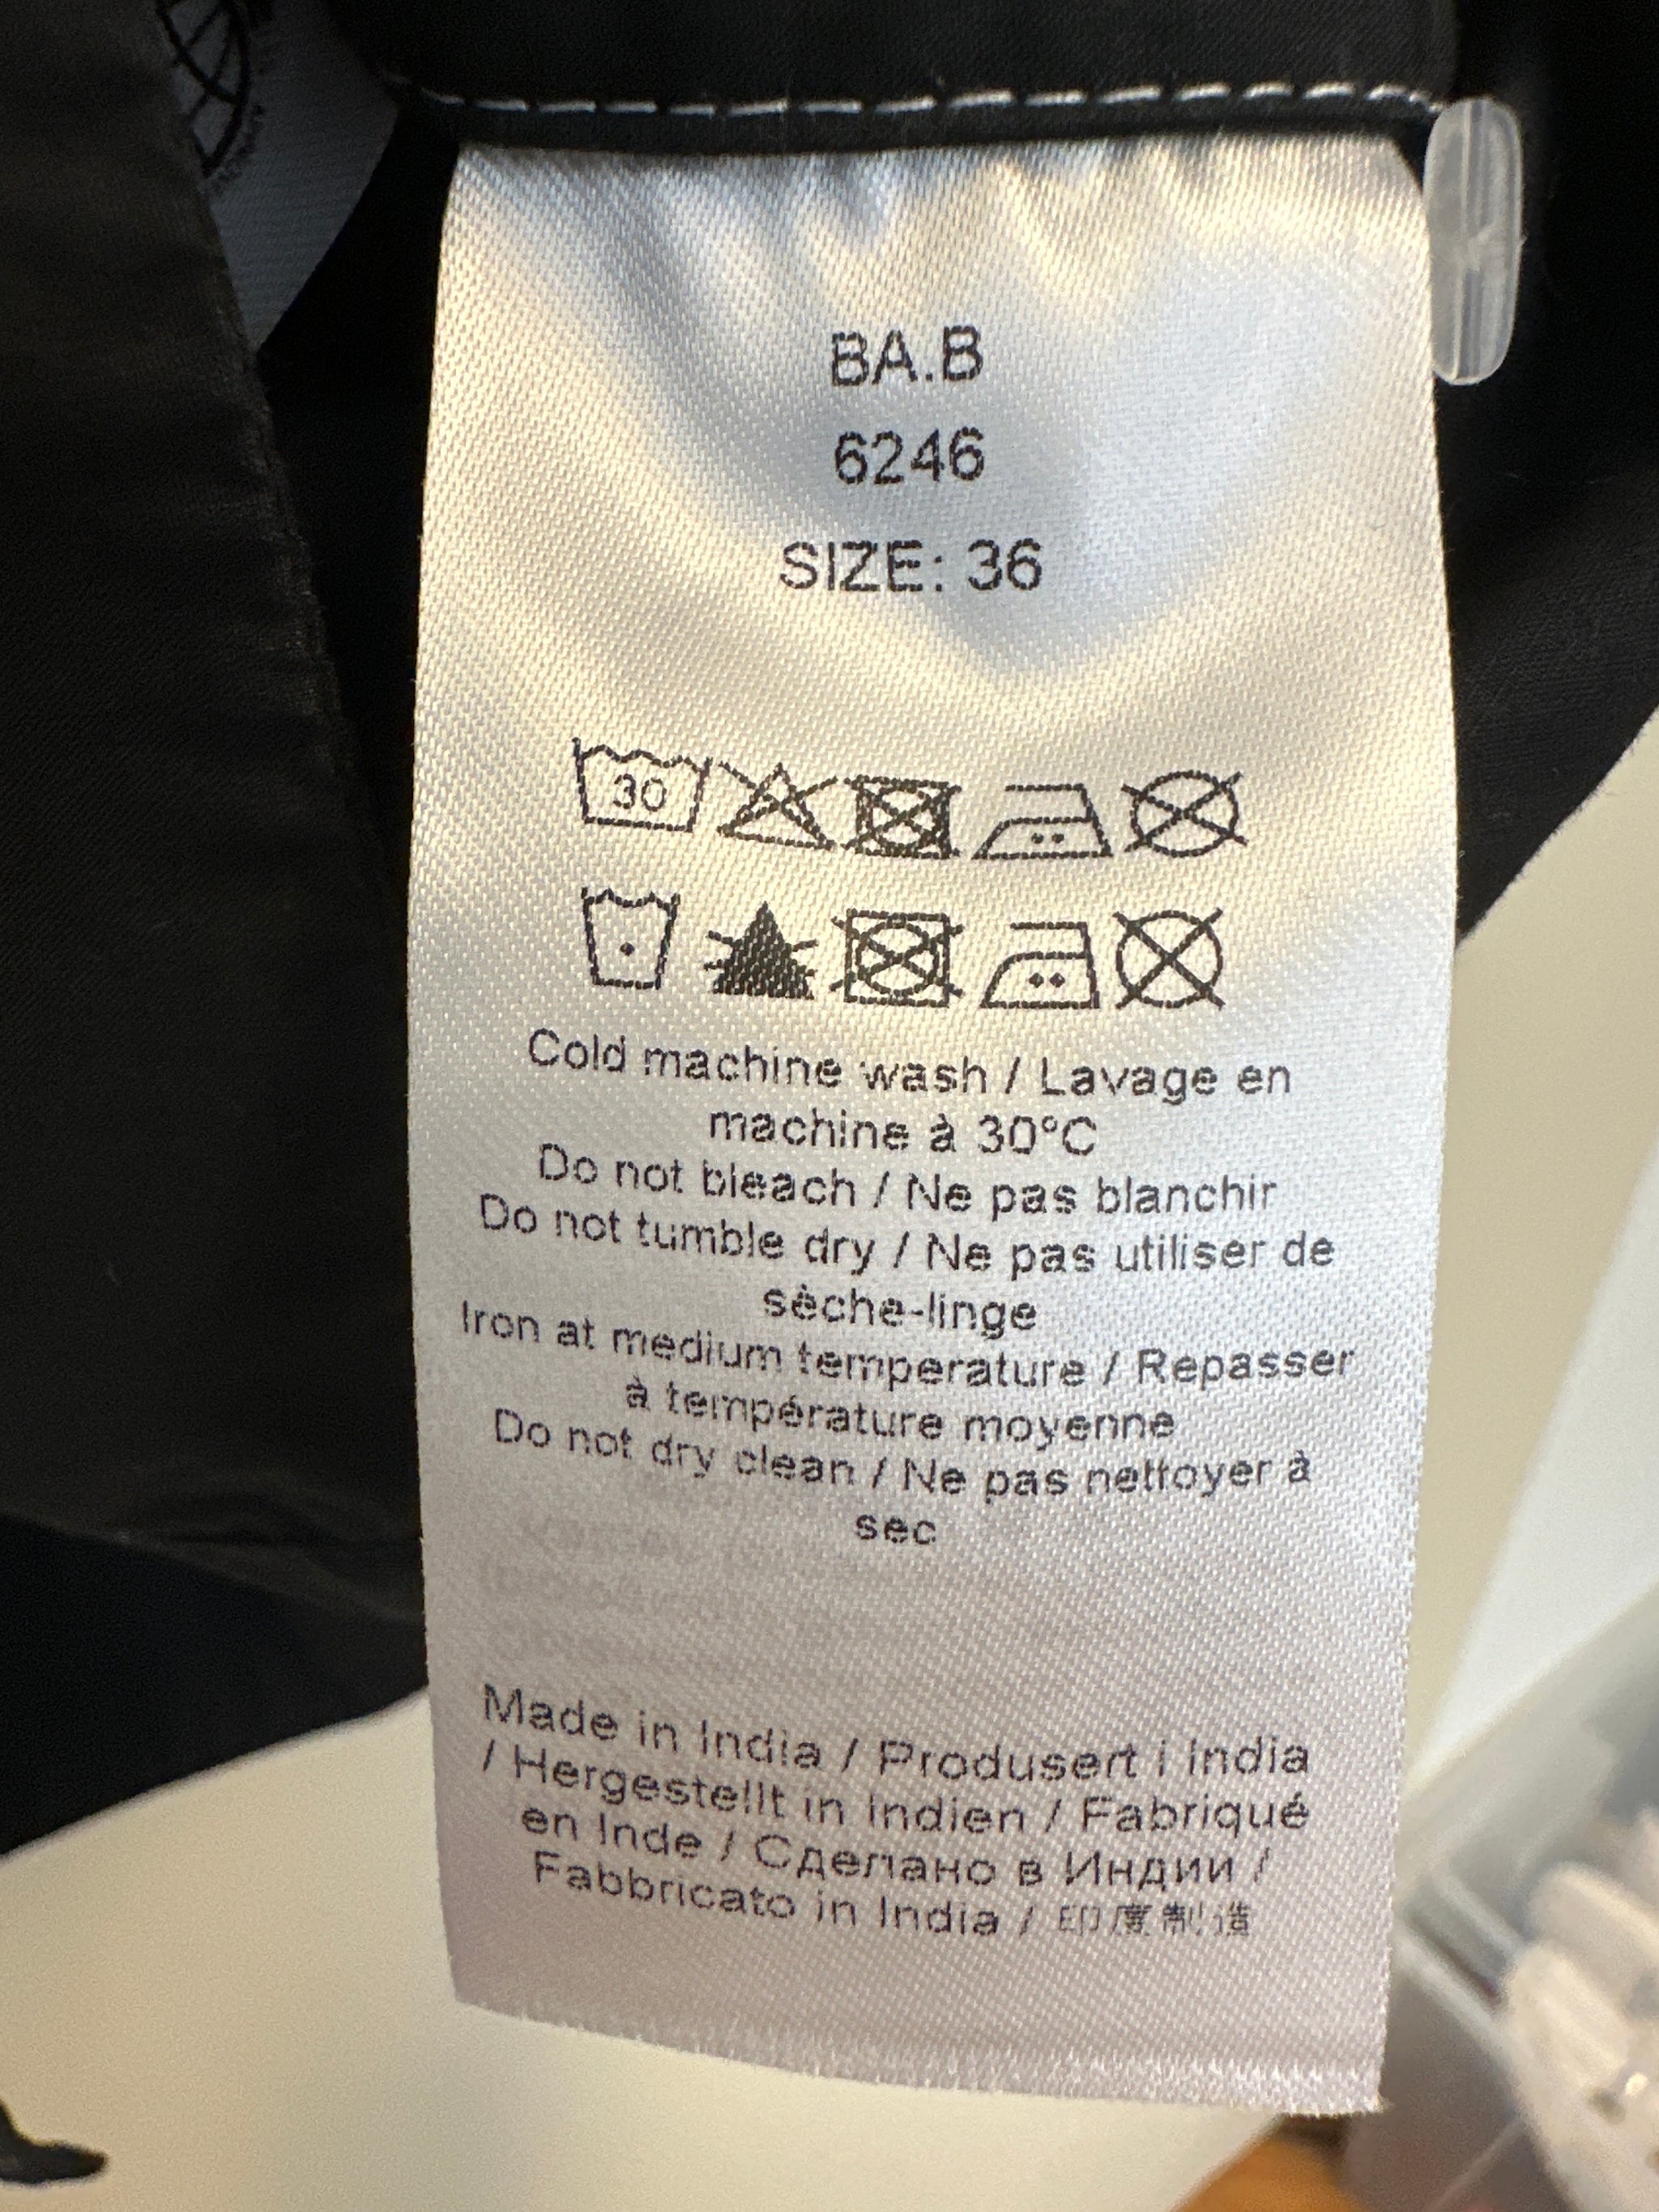 BA.B
6246
SIZE: 36
30
Cold machine wash / Lavage en
machine à 30°C
Do not bleach / Ne pas blanchir
Do not tumble dry / Ne pas utiliser de
sèche-linge
Iron at medium temperature / Repasser
à température moyenne
Do not dry clean / Ne pas nettoyer à
sec
Made in India / Produsert i India
/ Hergestellt in Indien / Fabriqué
en Inde / Сделано в Индии /
Fabbricato in India / 印度制造